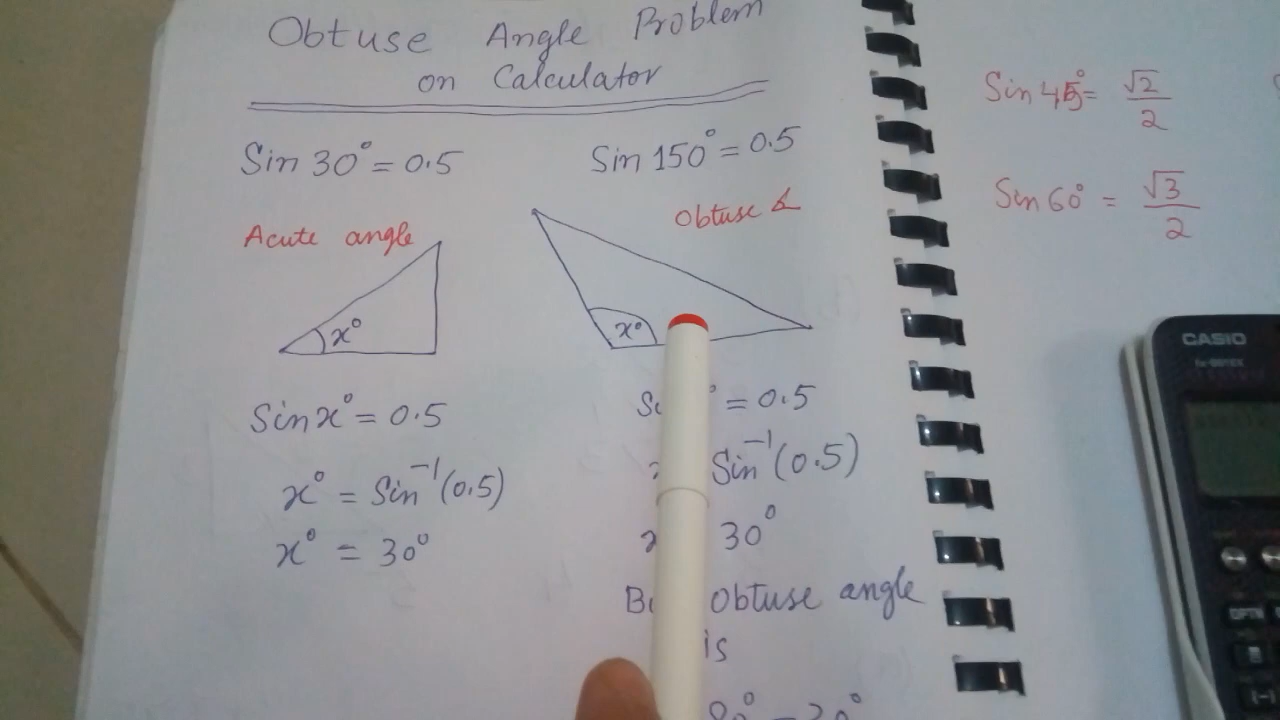 Obtuse Angle Problem
on Calculator
Sin 30° = 0.5
Acute angle
x°
Sin x° = 0.5
x° = Sin⁻¹(0.5)
x° = 30°
Sin 150° = 0.5
Obtuse ∡
x°
° = 0.5
Sin⁻¹(0.5)
30°
obtuse angle
is
Sin 45° = √2/2
Sin 60° = √3/2
CASIO
OPTN